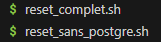 $ reset_complet.sh
$ reset_sans_postgre.sh